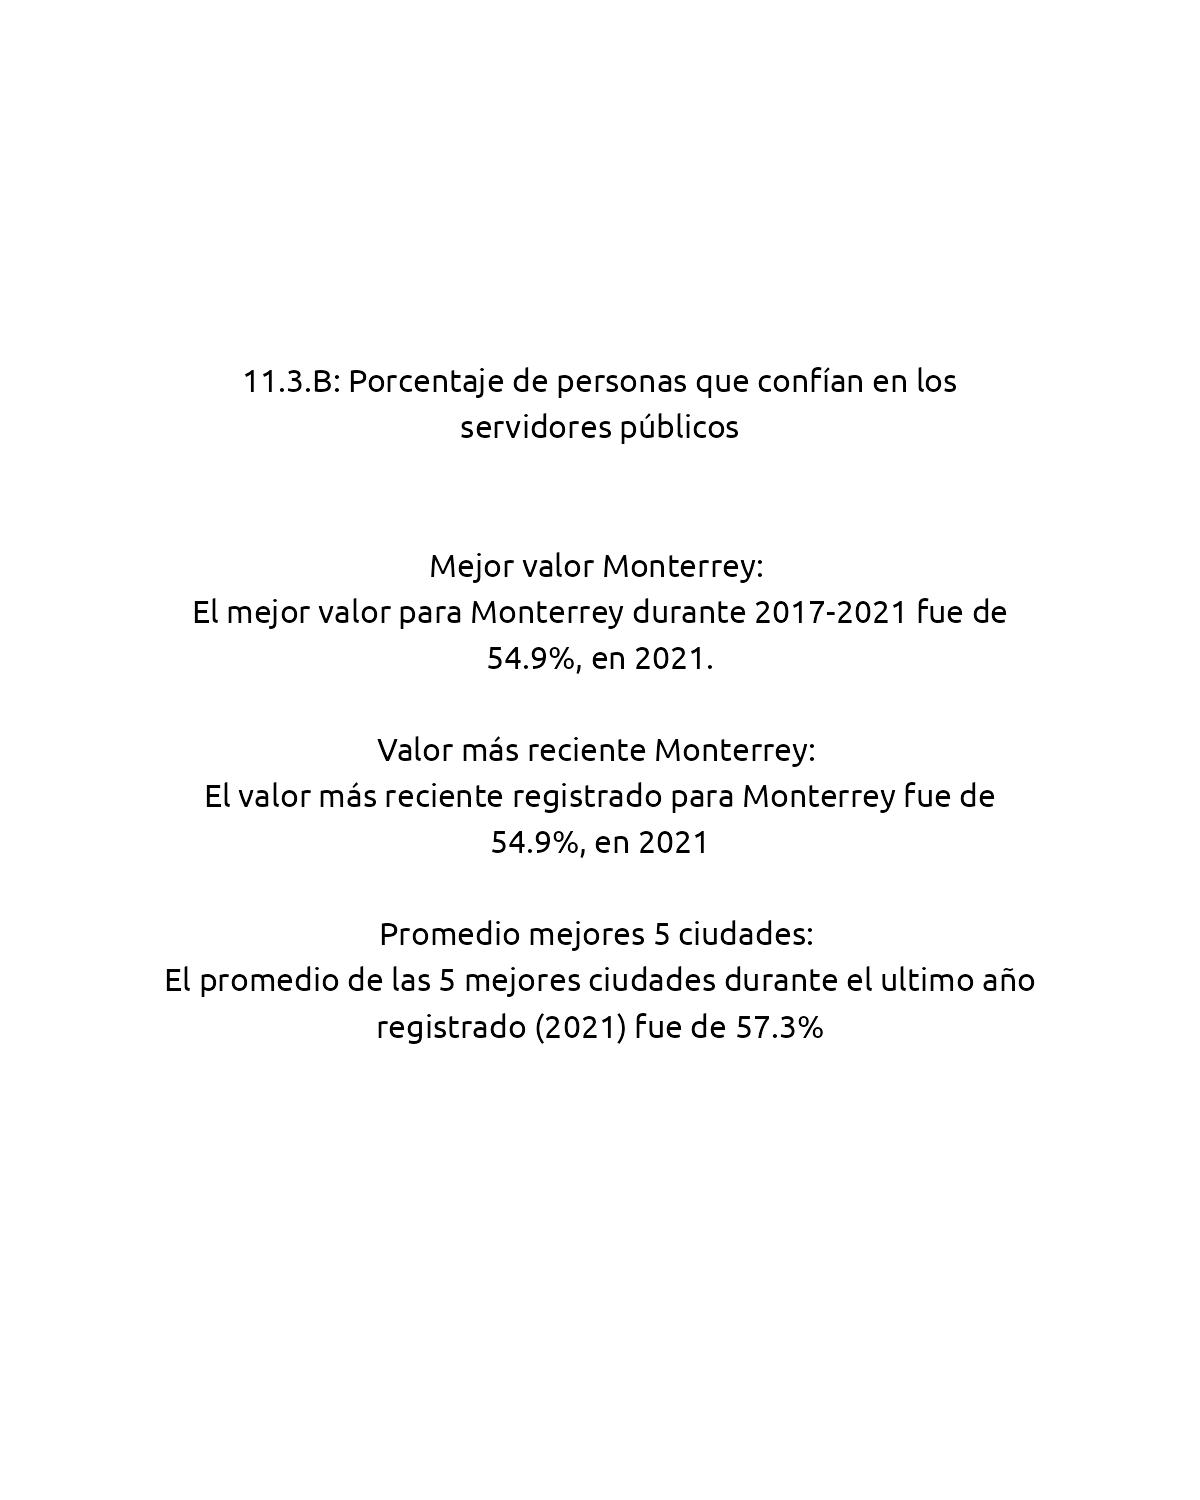 11.3.B: Porcentaje de personas que confían en los
servidores públicos
Mejor valor Monterrey:
El mejor valor para Monterrey durante 2017-2021 fue de
54.9%, en 2021.
Valor más reciente Monterrey:
El valor más reciente registrado para Monterrey fue de
54.9%, en 2021
Promedio mejores 5 ciudades:
El promedio de las 5 mejores ciudades durante el ultimo año
registrado (2021) fue de 57.3%